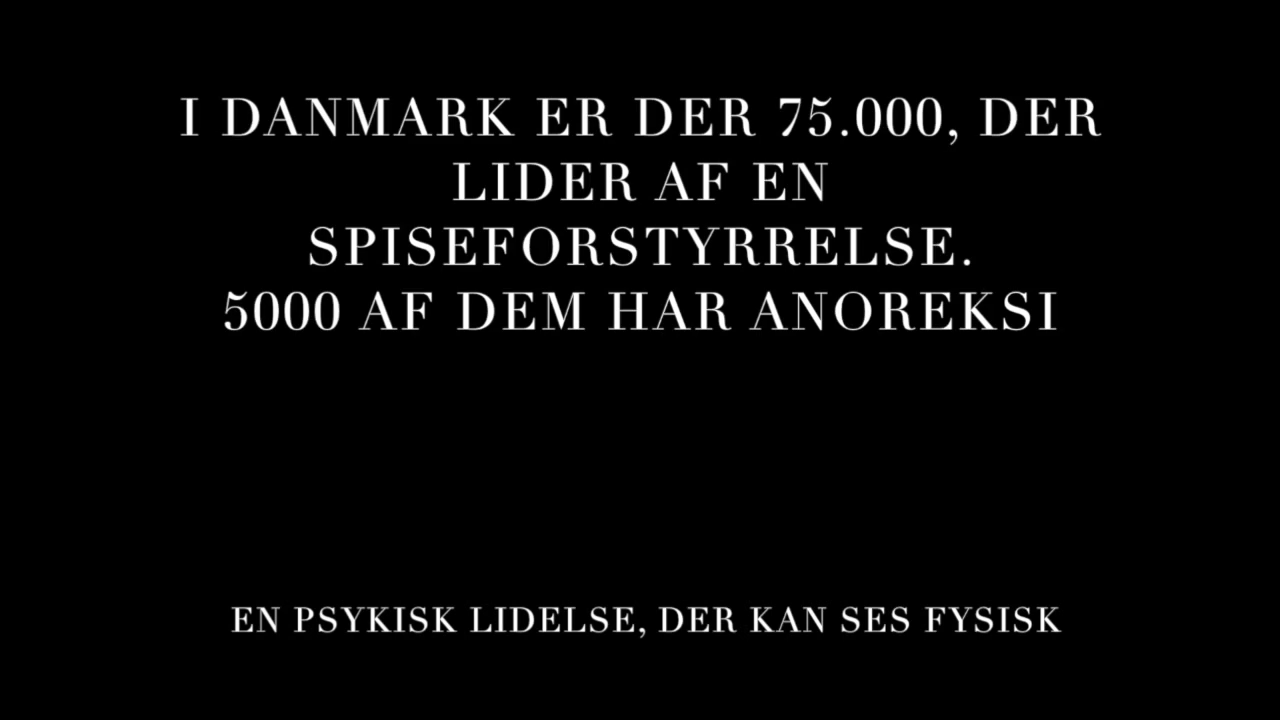 I DANMARK ER DER 75.000, DER
LIDER AF EN
SPISEFORSTYRRELSE.
5000 AF DEM HAR ANOREKSI
EN PSYKISK LIDELSE, DER KAN SES FYSISK